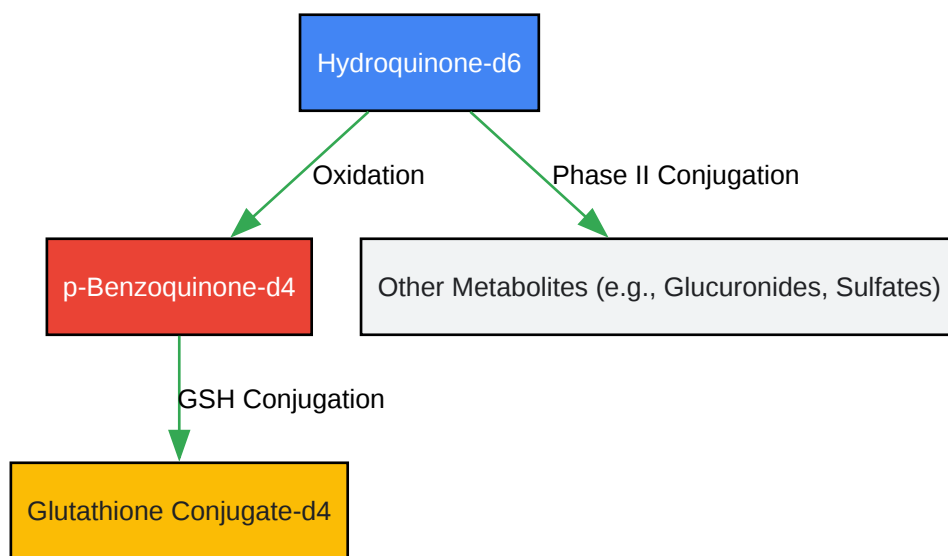 Hydroquinone-d6
Oxidation
Phase II Conjugation
p-Benzoquinone-d4
Other Metabolites (e.g., Glucuronides, Sulfates)
GSH Conjugation
Glutathione Conjugate-d4